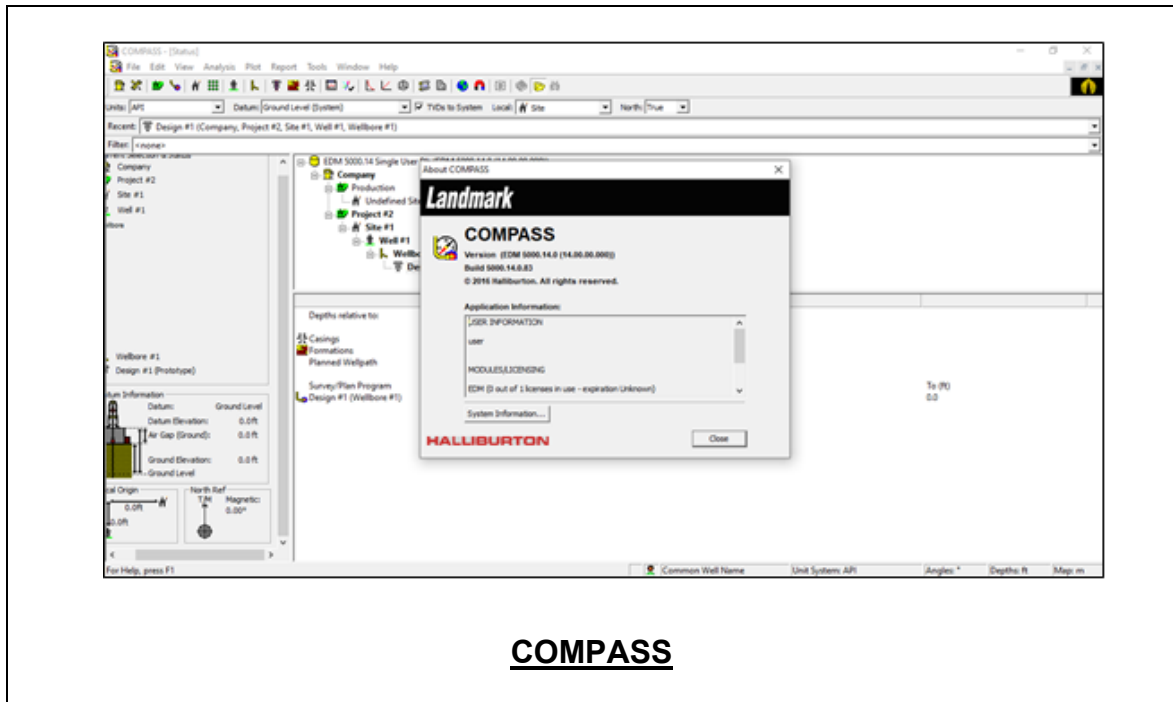 COMPASS - [Status]
File Edit View Analysis Plot Report Tools Window Help
Units: API Datum: Ground Level (System) TVDs to System Local: Site North: True
Recent: Design #1 (Company, Project #2, Site #1, Well #1, Wellbore #1)
Filter: <none>
Company
Project #2
Site #1
Well #1
Wellbore #1
Design #1 (Prototype)
Datum: Ground Level
Datum Elevation: 0.0ft
Air Gap (Ground): 0.0ft
Ground Elevation: 0.0ft
Ground Level
North Ref
T/M Magnetic:
0.00°
0.0ft
0.0ft
EDM 5000.14 Single User
Company
Production
Undefined
Project #2
Site #1
Well #1
Depths relative to:
Casings
Formations
Planned Wellpath
Survey/Plan Program
Design #1 (Wellbore #1)
To (ft)
0.0
About COMPASS
Landmark
COMPASS
Version (EDM 5000.14.0 (14.00.00.000))
Build 5000.14.0.83
© 2016 Halliburton. All rights reserved.
Application Information:
USER INFORMATION
user
MODULES/LICENSING
EDM (0 out of 1 licenses in use - expiration Unknown)
System Information...
HALLIBURTON
Close
For Help, press F1 Common Well Name Unit System: API Angles: ° Depths: ft Map: m
COMPASS